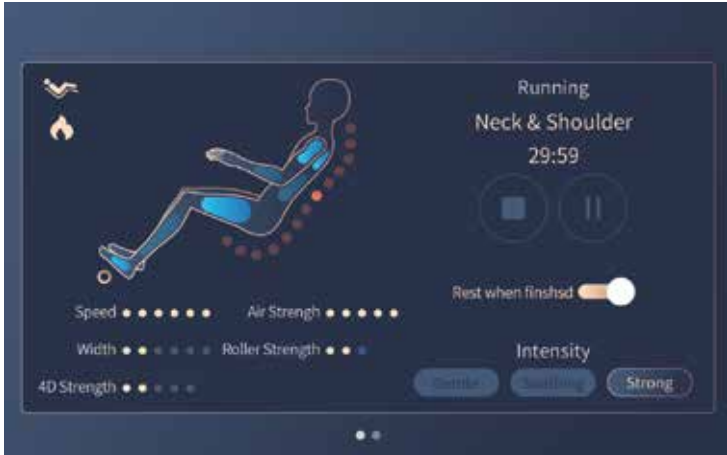 Running
Neck & Shoulder
29:59
Rest when finshsd
Speed
Air Strengh
Width
Roller Strength
4D Strength
Intensity
Strong